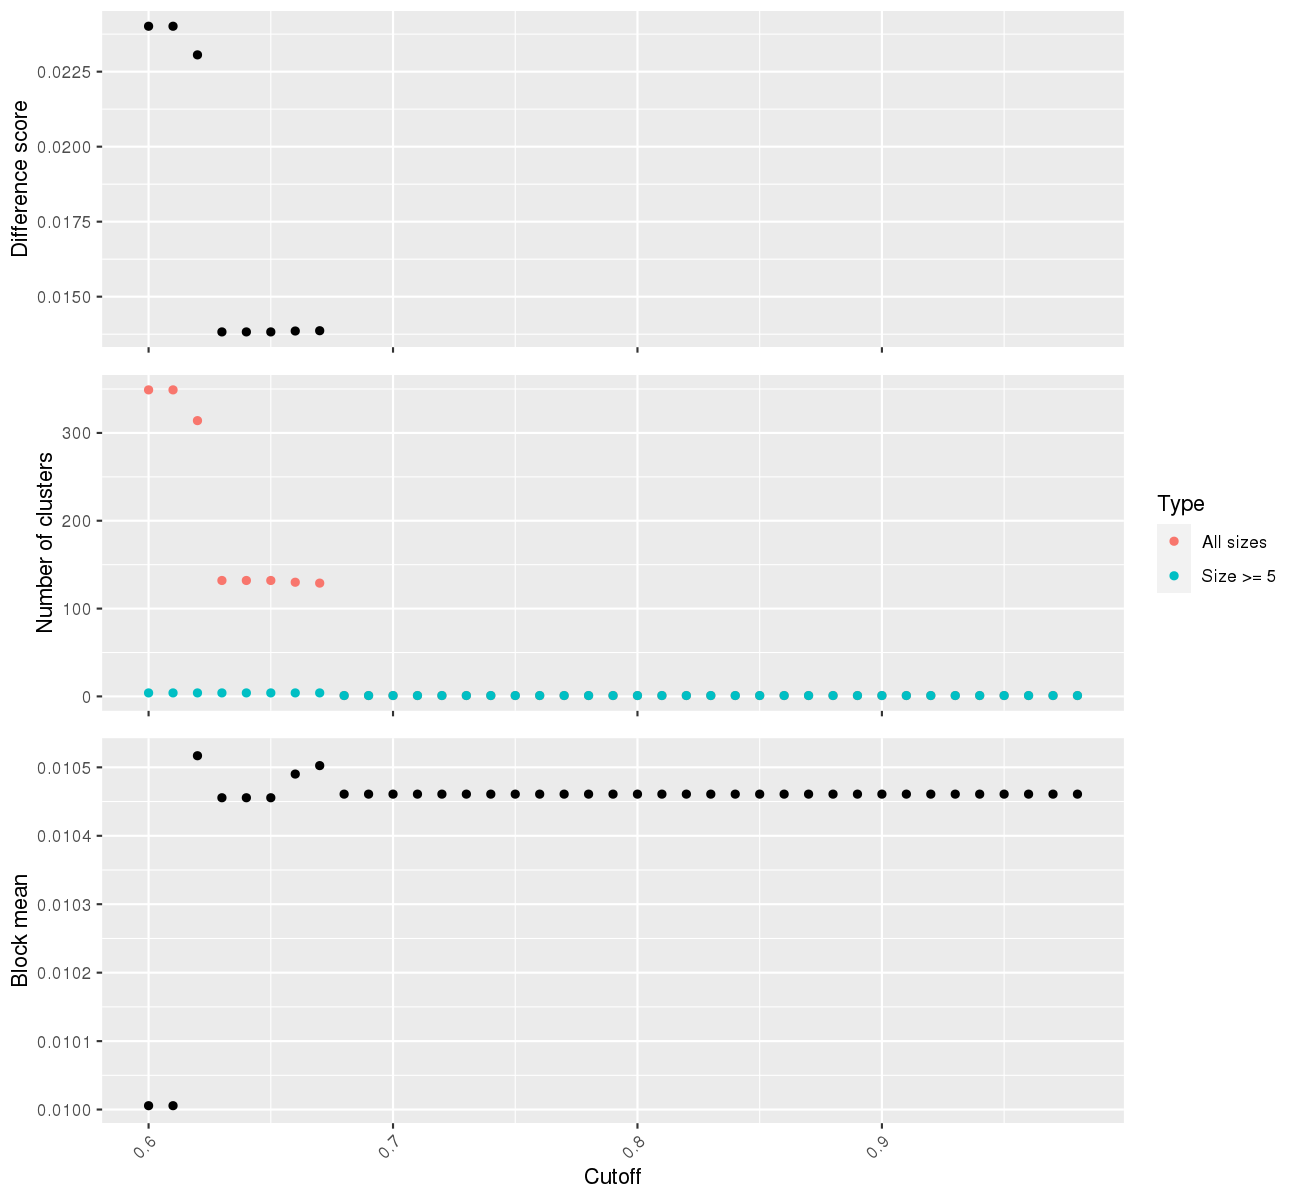 Difference score
0.0225
0.0200
0.0175
0.0150
Number of clusters
300
200
100
0
Type
All sizes
Size >= 5
Block mean
0.0105
0.0104
0.0103
0.0102
0.0101
0.0100
0.6 0.7 0.8 0.9
Cutoff